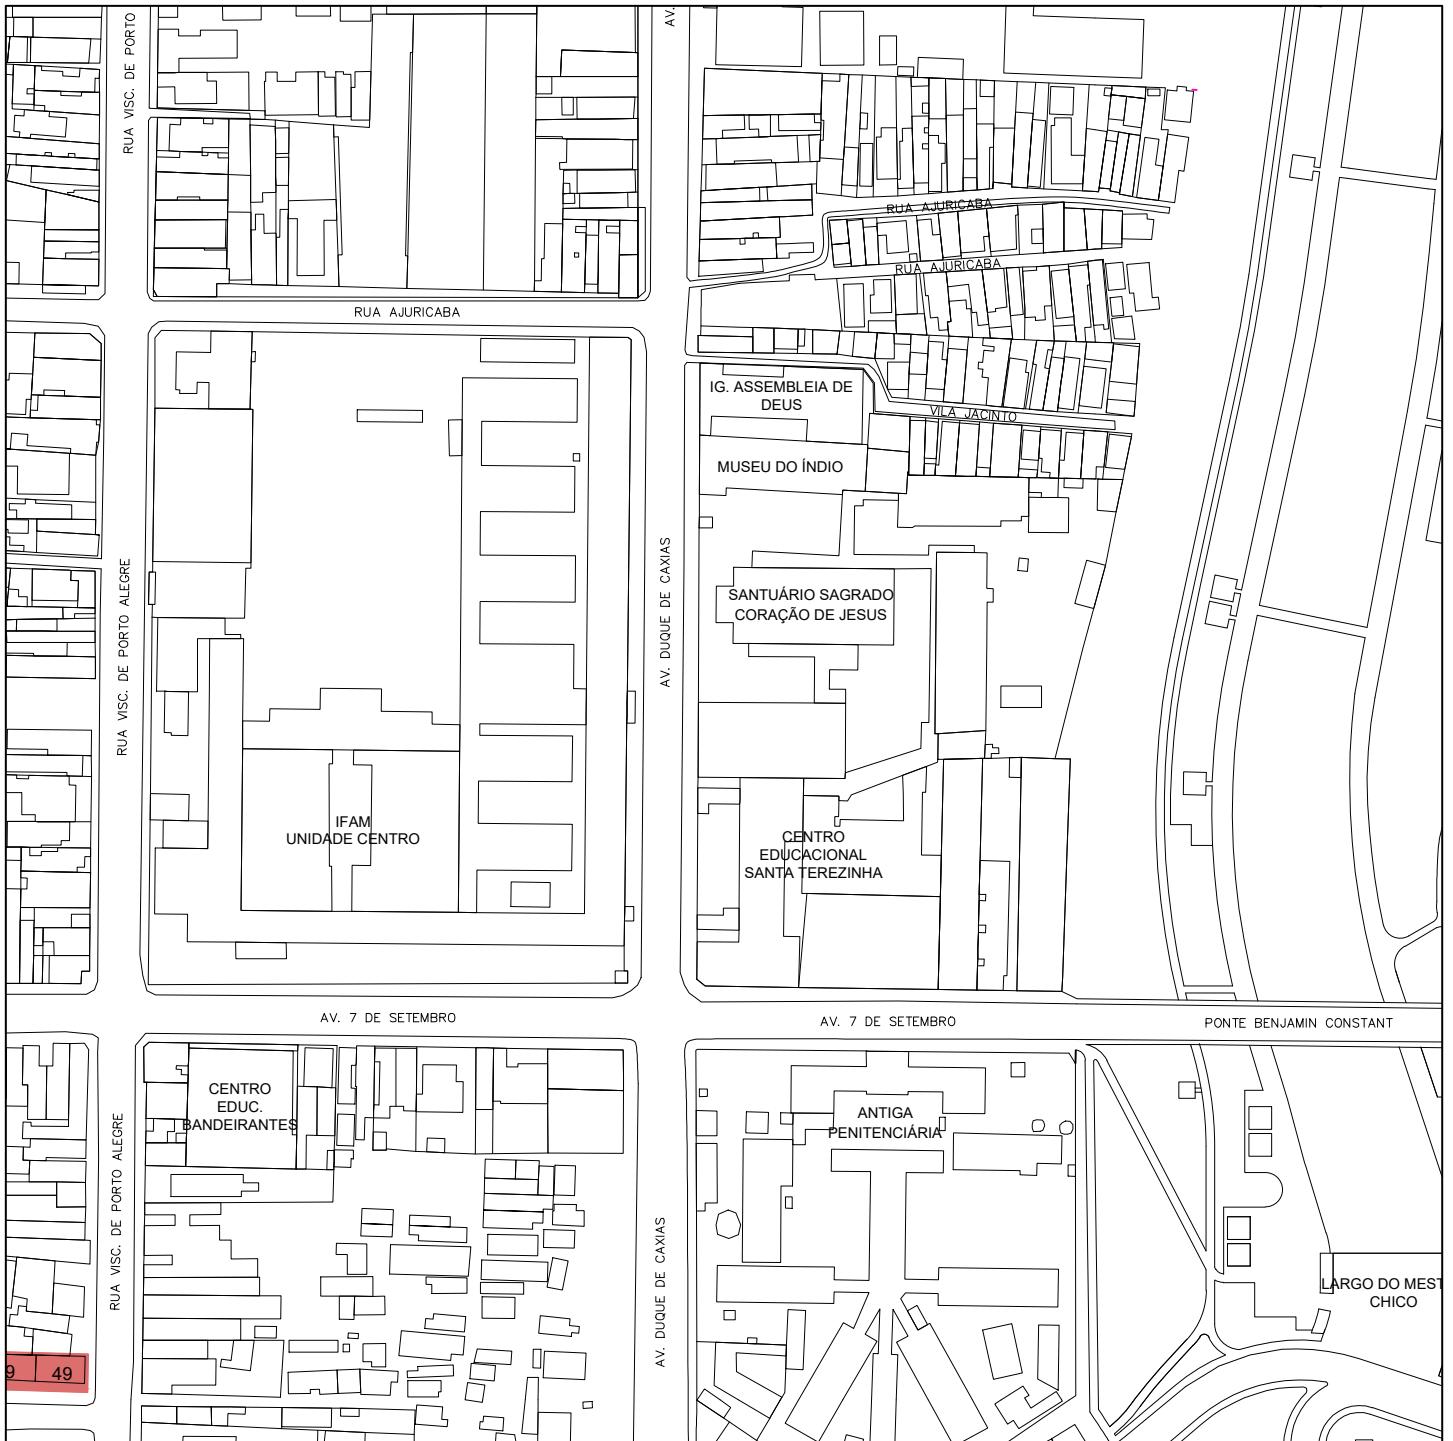 RUA VISC. DE PORTO
AV.
RUA AJURICABA
RUA AJURICABA
RUA AJURICABA
IG. ASSEMBLEIA DE
DEUS
VILA JACINTO
MUSEU DO ÍNDIO
RUA VISC. DE PORTO ALEGRE
AV. DUQUE DE CAXIAS
SANTUÁRIO SAGRADO
CORAÇÃO DE JESUS
IFAM
UNIDADE CENTRO
CENTRO
EDUCACIONAL
SANTA TEREZINHA
AV. 7 DE SETEMBRO
AV. 7 DE SETEMBRO
PONTE BENJAMIN CONSTANT
CENTRO
EDUC.
BANDEIRANTES
ANTIGA
PENITENCIÁRIA
RUA VISC. DE PORTO ALEGRE
AV. DUQUE DE CAXIAS
LARGO DO MEST
CHICO
9
49